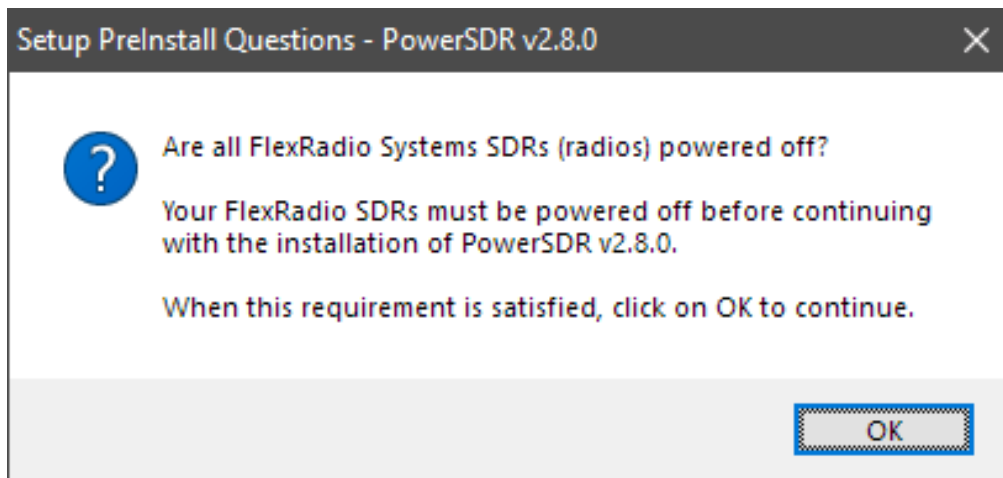 Setup PreInstall Questions - PowerSDR v2.8.0
Are all FlexRadio Systems SDRs (radios) powered off?
Your FlexRadio SDRs must be powered off before continuing
with the installation of PowerSDR v2.8.0.
When this requirement is satisfied, click on OK to continue.
OK